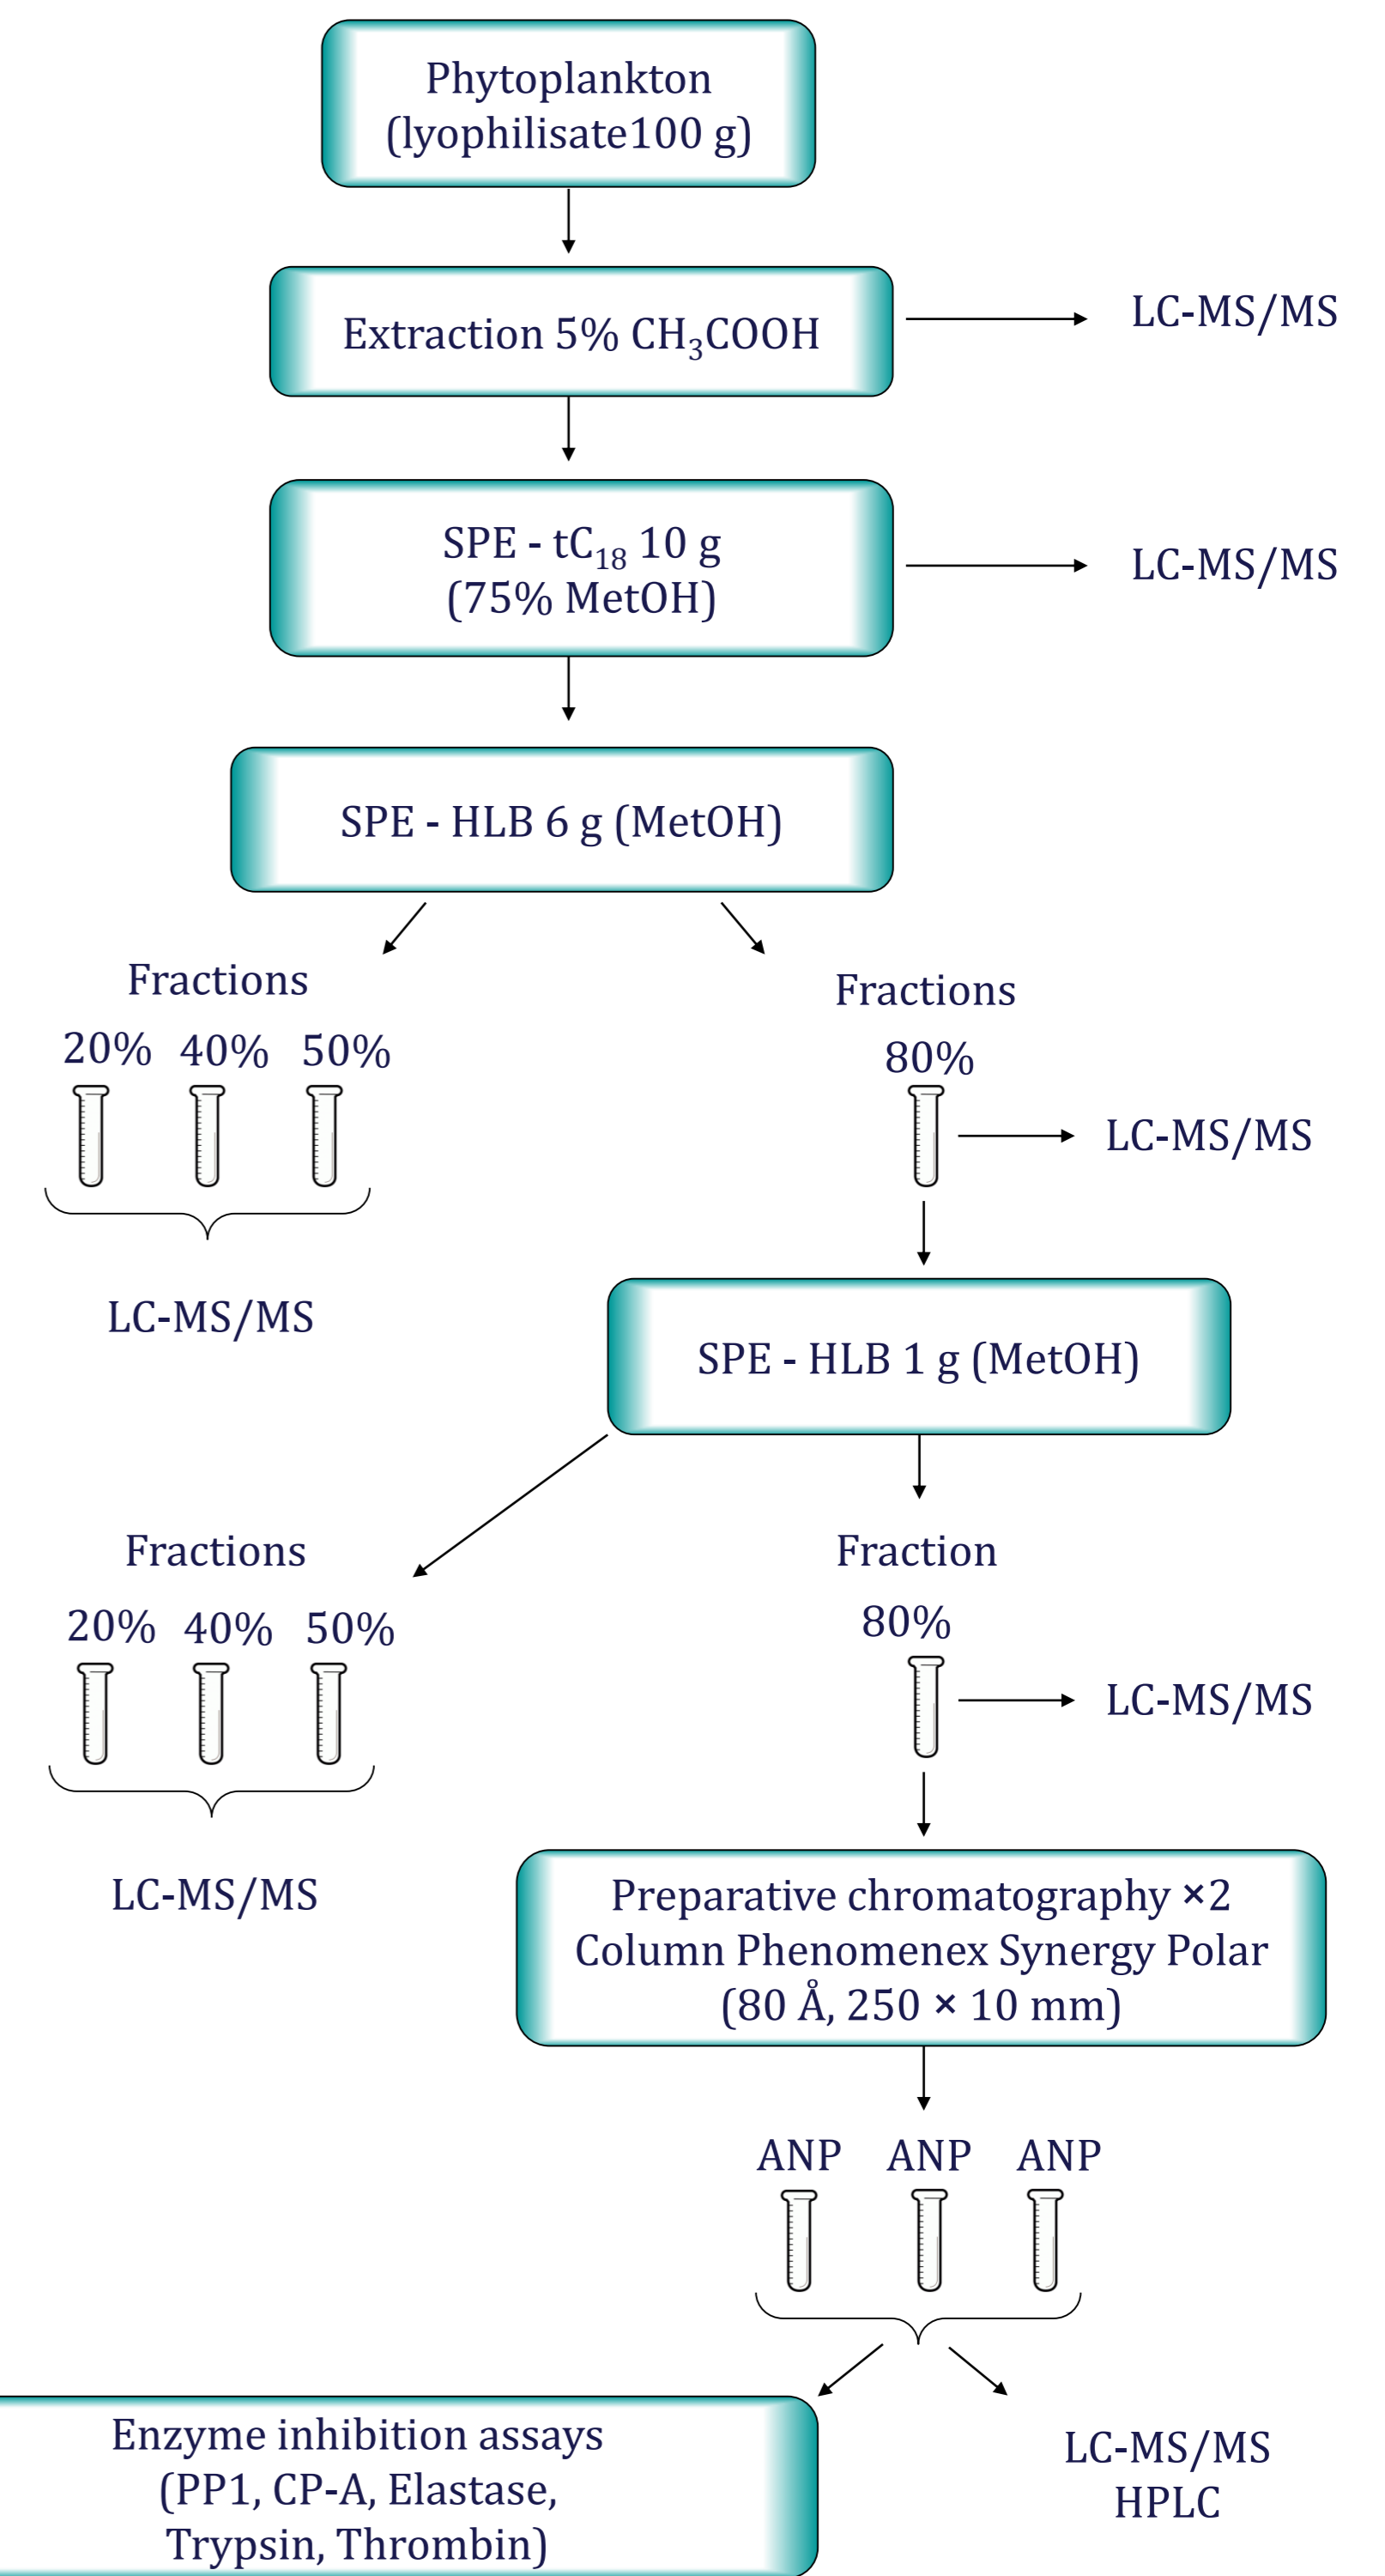 Phytoplankton
(lyophilisate100 g)
Extraction 5% CH₃COOH
LC-MS/MS
SPE - tC₁₈ 10 g
(75% MetOH)
LC-MS/MS
SPE - HLB 6 g (MetOH)
Fractions
20% 40% 50%
LC-MS/MS
Fractions
80%
LC-MS/MS
SPE - HLB 1 g (MetOH)
Fractions
20% 40% 50%
LC-MS/MS
Fraction
80%
LC-MS/MS
Preparative chromatography ×2
Column Phenomenex Synergy Polar
(80 Å, 250 × 10 mm)
ANP ANP ANP
Enzyme inhibition assays
(PP1, CP-A, Elastase,
Trypsin, Thrombin)
LC-MS/MS
HPLC